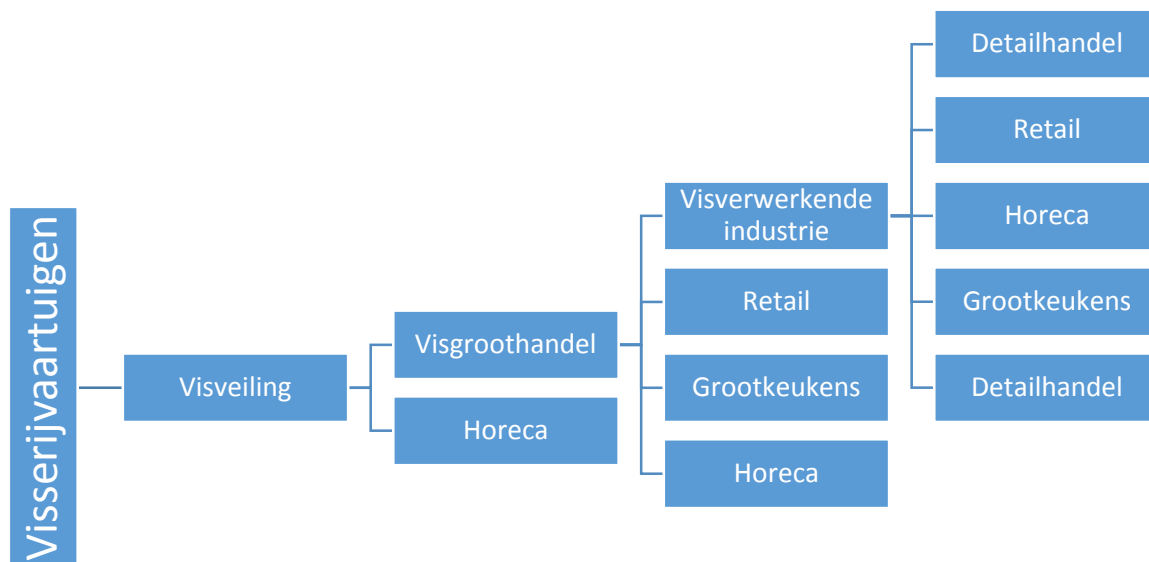 Visserijvaartuigen
Visveiling
Visgroothandel
Horeca
Visverwerkende
industrie
Retail
Grootkeukens
Horeca
Detailhandel
Retail
Horeca
Grootkeukens
Detailhandel